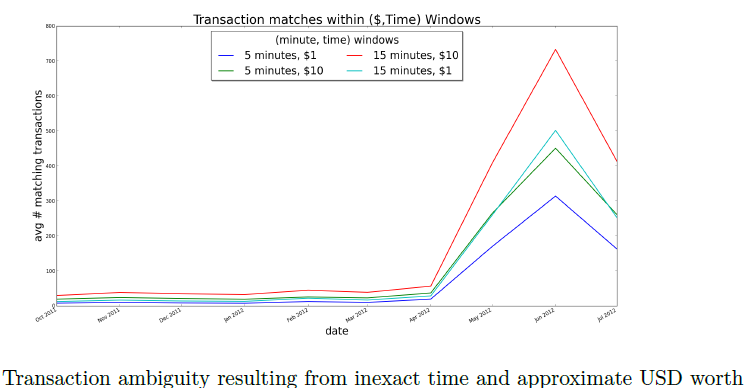 Transaction matches within ($,Time) Windows
(minute, time) windows
5 minutes, $1
15 minutes, $10
5 minutes, $10
15 minutes, $1
avg # matching transactions
800
700
600
500
400
300
200
100
0
Oct 2011
Nov 2011
Dec 2011
Jan 2012
Feb 2012
Mar 2012
Apr 2012
May 2012
Jun 2012
Jul 2012
date
Transaction ambiguity resulting from inexact time and approximate USD worth